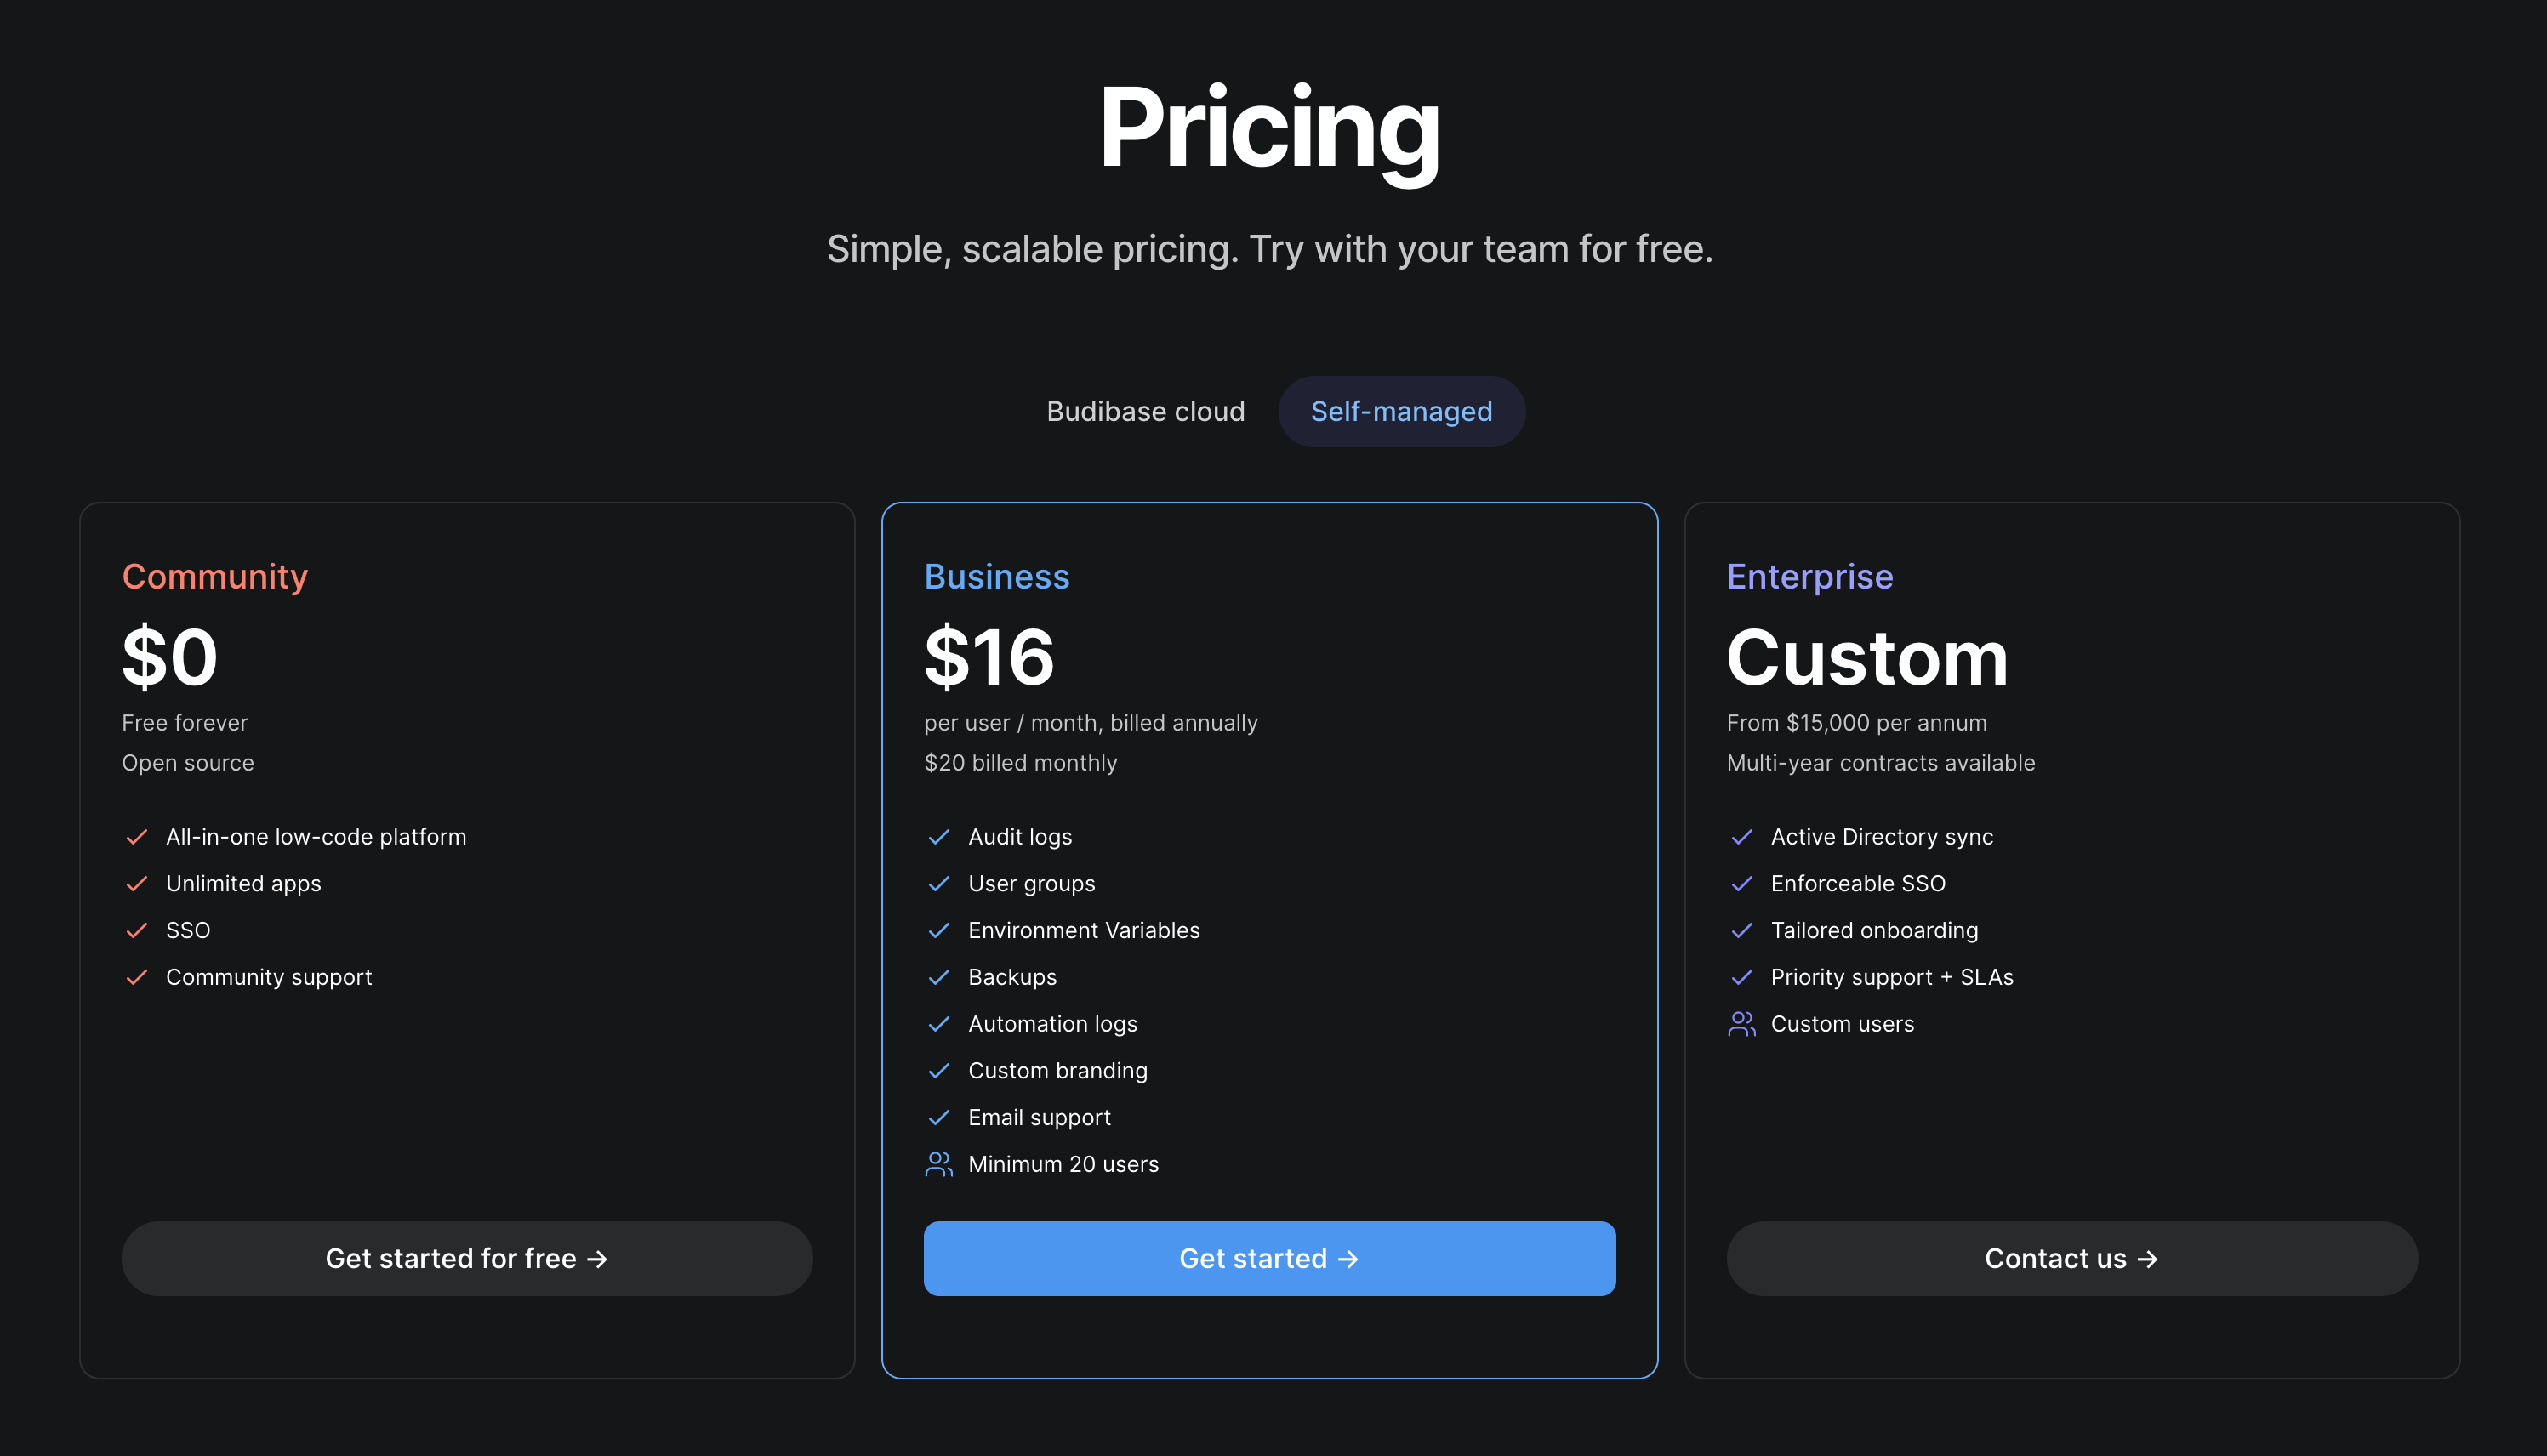 Pricing
Simple, scalable pricing. Try with your team for free.
Budibase cloud
Self-managed
Community
$0
Free forever
Open source
All-in-one low-code platform
Unlimited apps
SSO
Community support
Get started for free →
Business
$16
per user / month, billed annually
$20 billed monthly
Audit logs
User groups
Environment Variables
Backups
Automation logs
Custom branding
Email support
Minimum 20 users
Get started →
Enterprise
Custom
From $15,000 per annum
Multi-year contracts available
Active Directory sync
Enforceable SSO
Tailored onboarding
Priority support + SLAs
Custom users
Contact us →